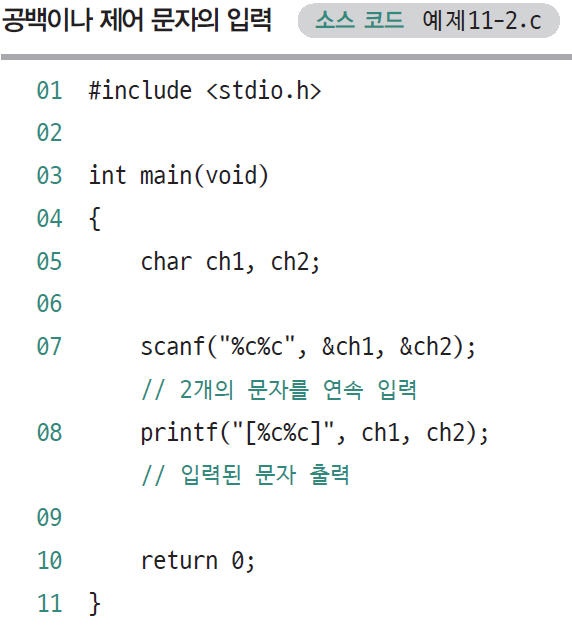 공백이나 제어 문자의 입력 소스 코드 예제11-2.c
01 #include <stdio.h>
02
03 int main(void)
04 {
05 char ch1, ch2;
06
07 scanf("%c%c", &ch1, &ch2);
// 2개의 문자를 연속 입력
08 printf("[%c%c]", ch1, ch2);
// 입력된 문자 출력
09
10 return 0;
11 }